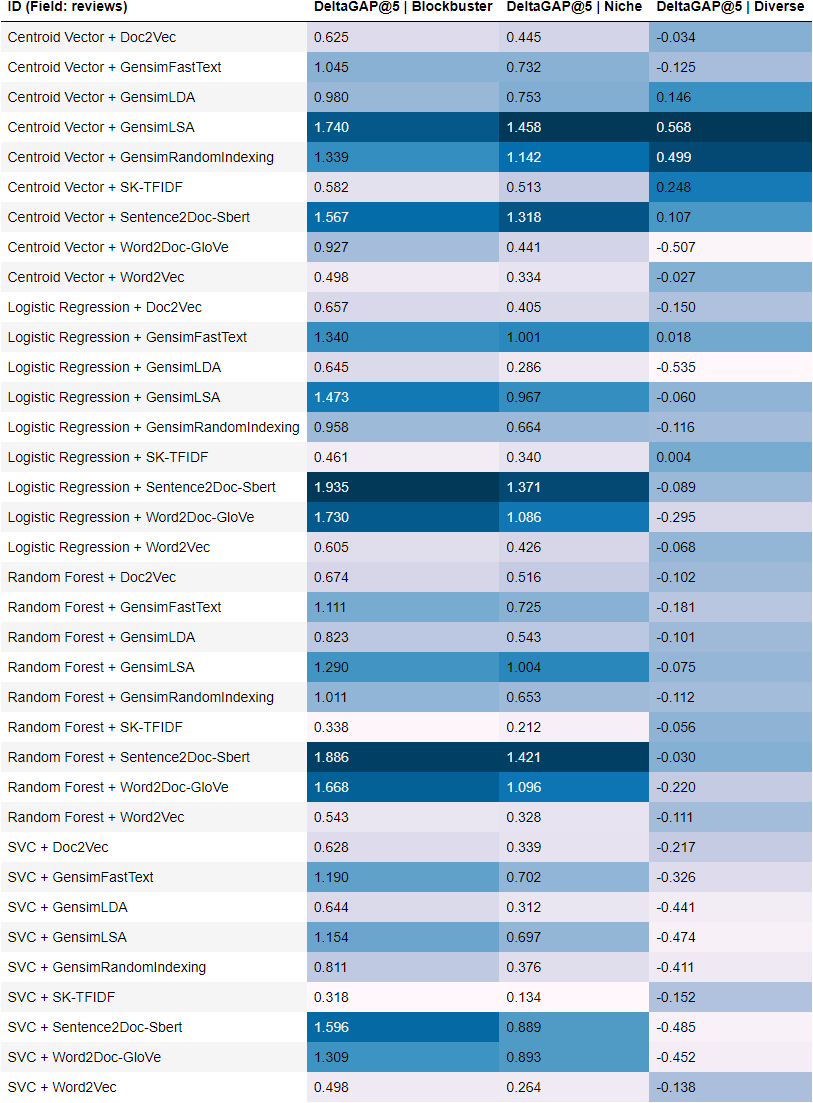 ID (Field: reviews) DeltaGAP@5 | Blockbuster DeltaGAP@5 | Niche DeltaGAP@5 | Diverse
Centroid Vector + Doc2Vec 0.625 0.445 -0.034
Centroid Vector + GensimFastText 1.045 0.732 -0.125
Centroid Vector + GensimLDA 0.980 0.753 0.146
Centroid Vector + GensimLSA 1.740 1.458 0.568
Centroid Vector + GensimRandomIndexing 1.339 1.142 0.499
Centroid Vector + SK-TFIDF 0.582 0.513 0.248
Centroid Vector + Sentence2Doc-Sbert 1.567 1.318 0.107
Centroid Vector + Word2Doc-GloVe 0.927 0.441 -0.507
Centroid Vector + Word2Vec 0.498 0.334 -0.027
Logistic Regression + Doc2Vec 0.657 0.405 -0.150
Logistic Regression + GensimFastText 1.340 1.001 0.018
Logistic Regression + GensimLDA 0.645 0.286 -0.535
Logistic Regression + GensimLSA 1.473 0.967 -0.060
Logistic Regression + GensimRandomIndexing 0.958 0.664 -0.116
Logistic Regression + SK-TFIDF 0.461 0.340 0.004
Logistic Regression + Sentence2Doc-Sbert 1.935 1.371 -0.089
Logistic Regression + Word2Doc-GloVe 1.730 1.086 -0.295
Logistic Regression + Word2Vec 0.605 0.426 -0.068
Random Forest + Doc2Vec 0.674 0.516 -0.102
Random Forest + GensimFastText 1.111 0.725 -0.181
Random Forest + GensimLDA 0.823 0.543 -0.101
Random Forest + GensimLSA 1.290 1.004 -0.075
Random Forest + GensimRandomIndexing 1.011 0.653 -0.112
Random Forest + SK-TFIDF 0.338 0.212 -0.056
Random Forest + Sentence2Doc-Sbert 1.886 1.421 -0.030
Random Forest + Word2Doc-GloVe 1.668 1.096 -0.220
Random Forest + Word2Vec 0.543 0.328 -0.111
SVC + Doc2Vec 0.628 0.339 -0.217
SVC + GensimFastText 1.190 0.702 -0.326
SVC + GensimLDA 0.644 0.312 -0.441
SVC + GensimLSA 1.154 0.697 -0.474
SVC + GensimRandomIndexing 0.811 0.376 -0.411
SVC + SK-TFIDF 0.318 0.134 -0.152
SVC + Sentence2Doc-Sbert 1.596 0.889 -0.485
SVC + Word2Doc-GloVe 1.309 0.893 -0.452
SVC + Word2Vec 0.498 0.264 -0.138